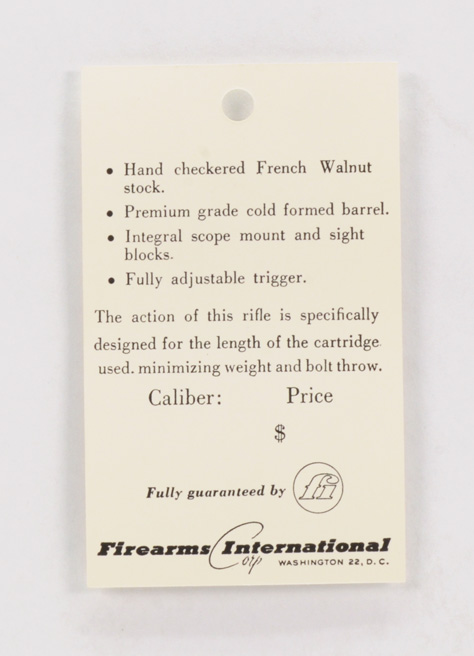 • Hand checkered French Walnut
stock.
• Premium grade cold formed barrel.
• Integral scope mount and sight
blocks.
• Fully adjustable trigger.
The action of this rifle is specifically
designed for the length of the cartridge
used. minimizing weight and bolt throw.
Caliber: Price
$
Fully guaranteed by fi
Firearms International
Corp WASHINGTON 22, D. C.